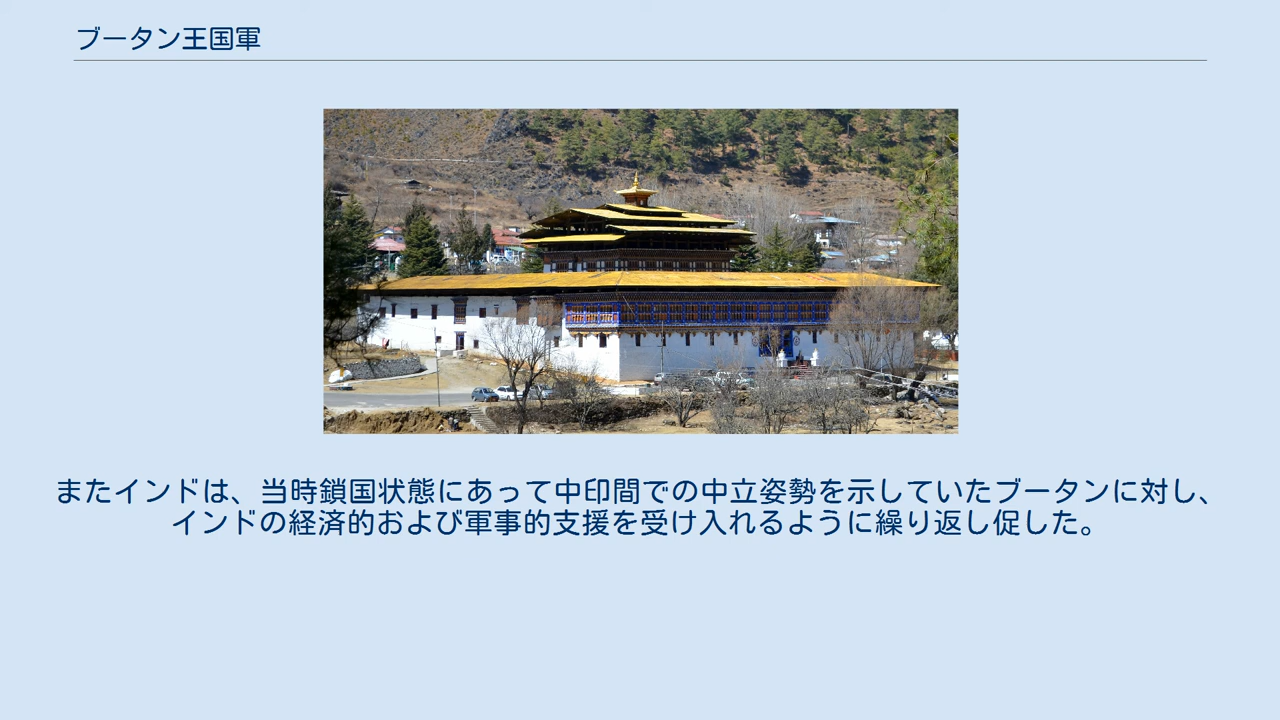 ブータン王国軍
またインドは、当時鎖国状態にあって中印間での中立姿勢を示していたブータンに対し、
インドの経済的および軍事的支援を受け入れるように繰り返し促した。